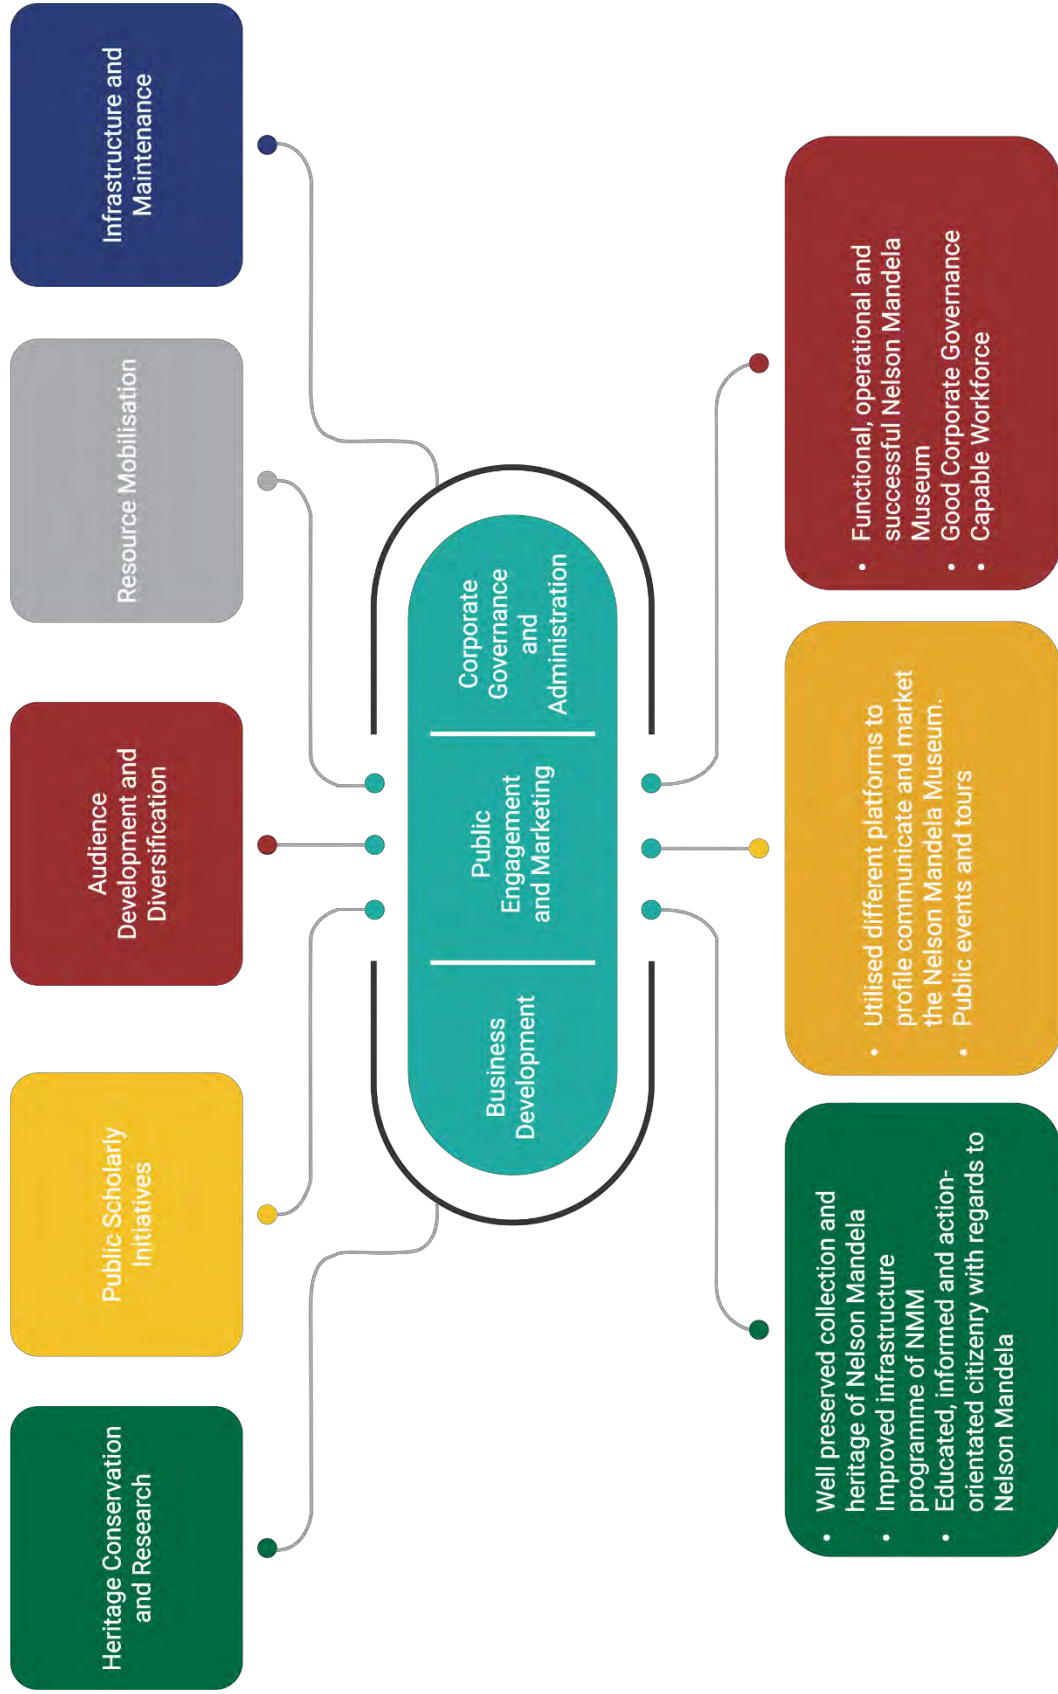 Heritage Conservation
and Research
Public Scholarly
Initiatives
Audience
Development and
Diversification
Resource Mobilisation
Infrastructure and
Maintenance
Business
Development
Public
Engagement
and Marketing
Corporate
Governance
and
Administration
• Well preserved collection and
heritage of Nelson Mandela
• Improved infrastructure
programme of NMM
• Educated, informed and action-
orientated citizenry with regards to
Nelson Mandela
• Utilised different platforms to
profile communicate and market
the Nelson Mandela Museum.
• Public events and tours
• Functional, operational and
successful Nelson Mandela
Museum
• Good Corporate Governance
• Capable Workforce